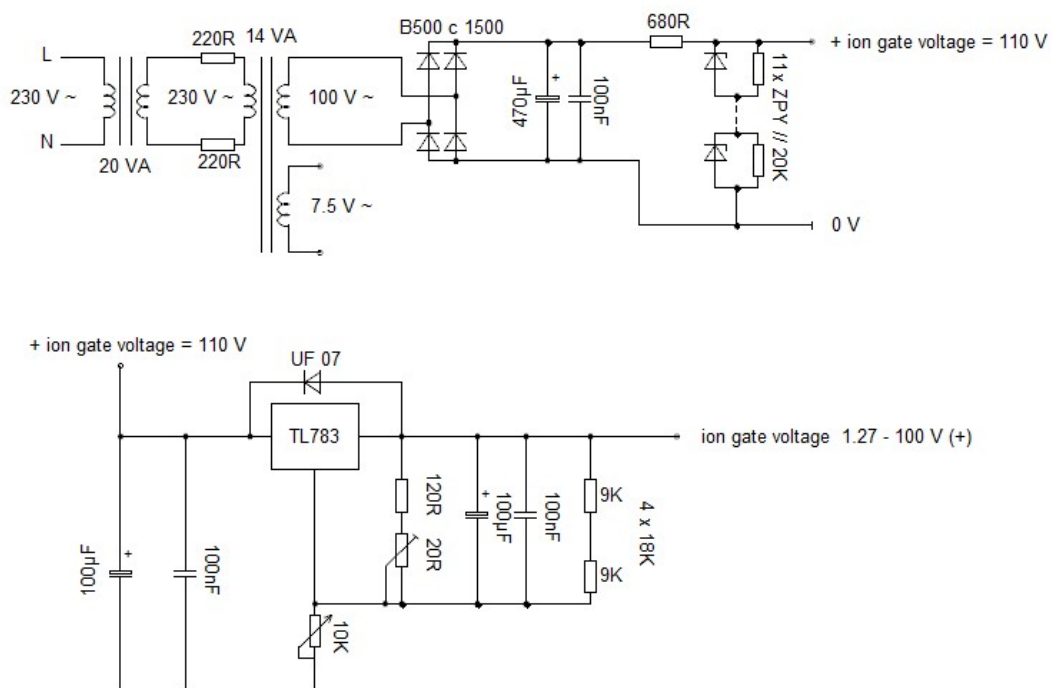 B500 c 1500
680R
220R
14 VA
L
+ ion gate voltage = 110 V
230 V ~
230 V ~
100 V ~
470µF
+
100nF
11x ZPY // 20K
N
20 VA
220R
7.5 V ~
0 V
+ ion gate voltage = 110 V
UF 07
TL783
ion gate voltage 1.27 - 100 V (+)
120R
+
100µF
100nF
9K
4 x 18K
20R
9K
+
100µF
100nF
10K